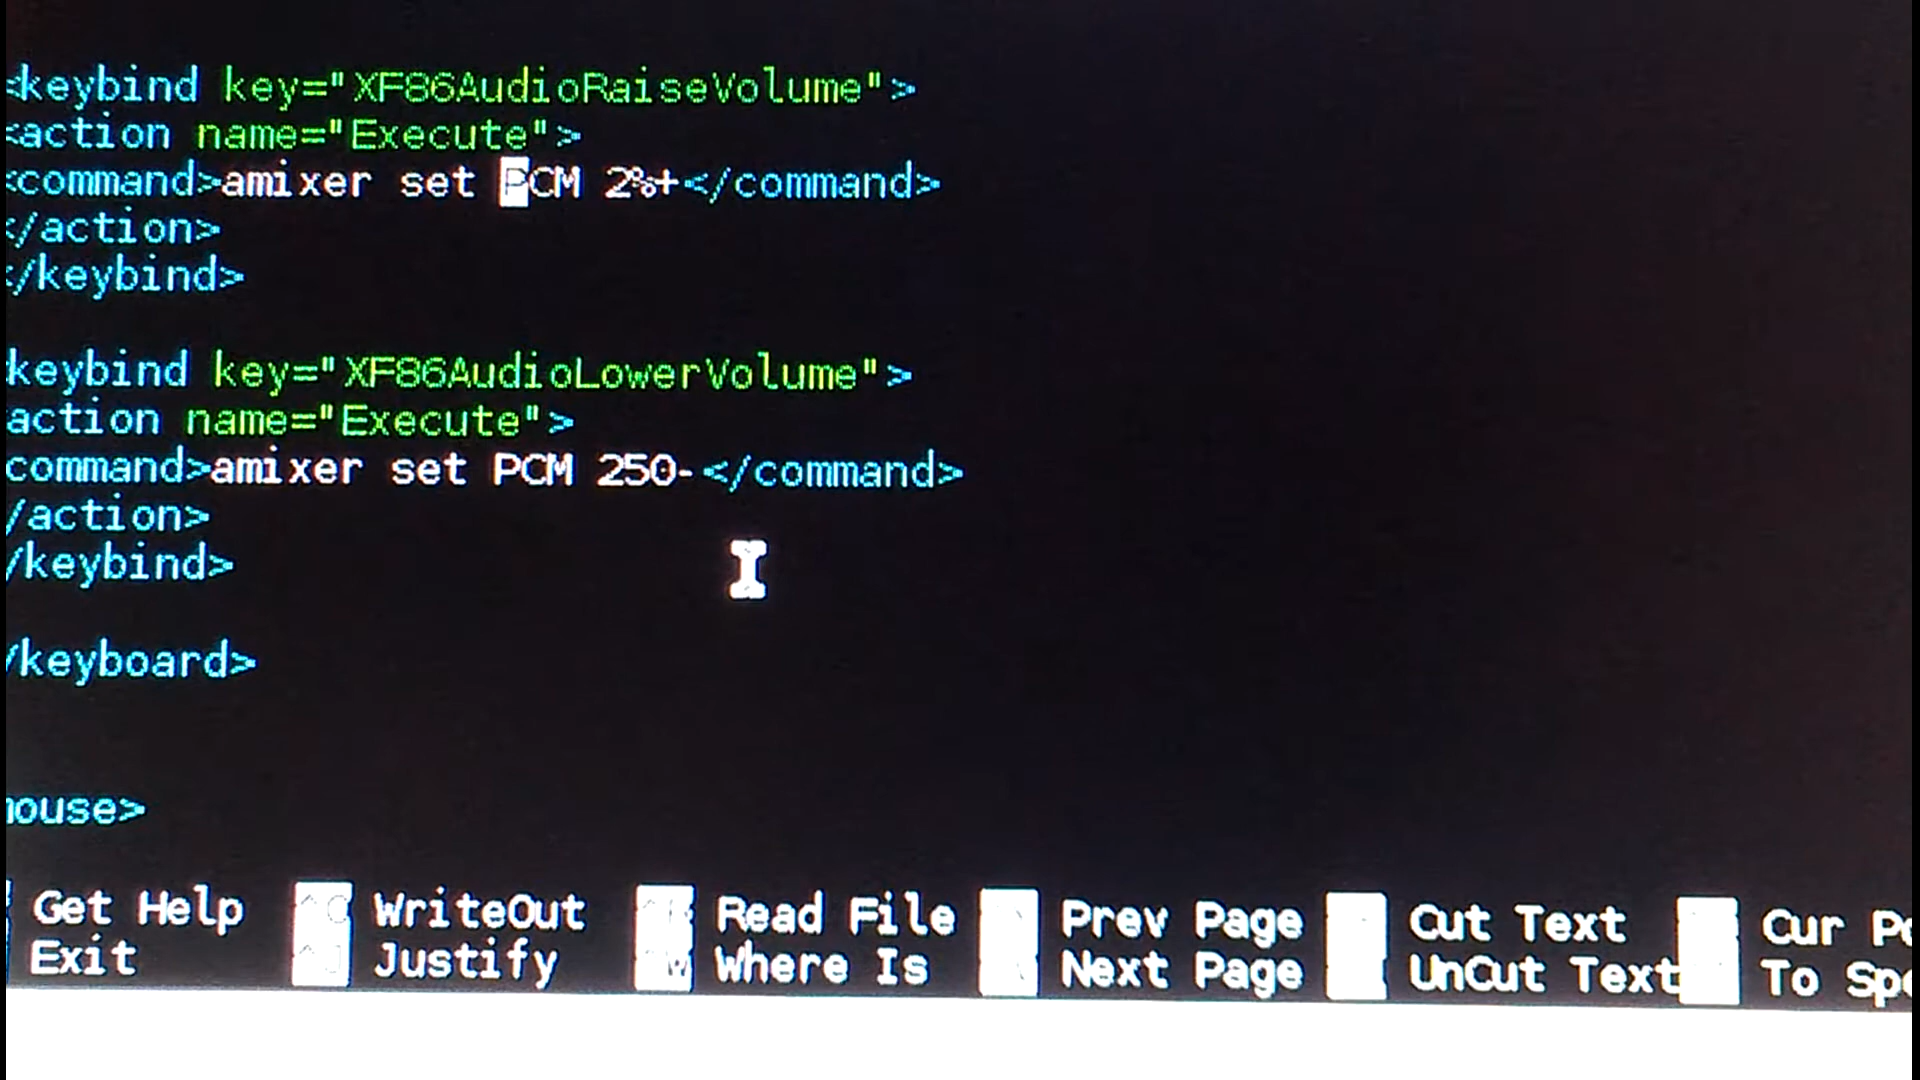 <keybind key="XF86AudioRaiseVolume">
<action name="Execute">
<command>amixer set PCM 2%+</command>
</action>
</keybind>
keybind key="XF86AudioLowerVolume">
action name="Execute">
command>amixer set PCM 250-</command>
/action>
/keybind>
/keyboard>
ouse>
Get Help WriteOut Read File Prev Page Cut Text Cur
Exit ^J Justify ^W Where Is Next Page UnCut Text To